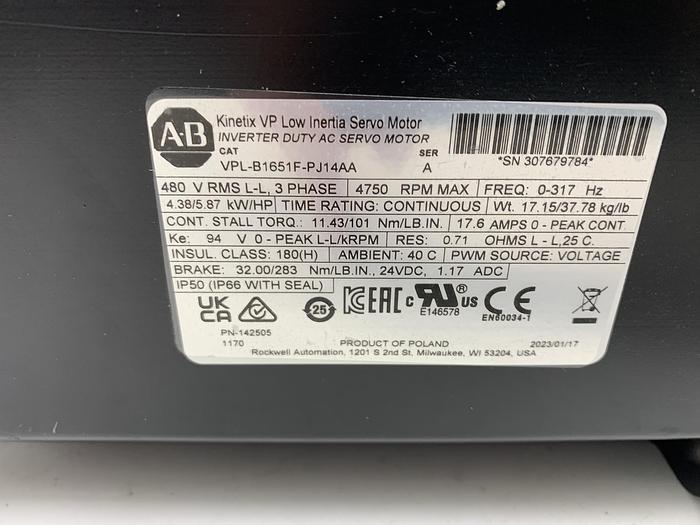 A-B
Kinetix VP Low Inertia Servo Motor
INVERTER DUTY AC SERVO MOTOR
CAT SER
VPL-B1651F-PJ14AA A
*SN 307679784*
480 V RMS L-L, 3 PHASE 4750 RPM MAX FREQ: 0-317 Hz
4.38/5.87 kW/HP TIME RATING: CONTINUOUS Wt. 17.15/37.78 kg/lb
CONT. STALL TORQ.: 11.43/101 Nm/LB.IN. 17.6 AMPS 0 - PEAK CONT.
Ke: 94 V 0 - PEAK L-L/kRPM RES: 0.71 OHMS L - L,25 C.
INSUL. CLASS: 180(H) AMBIENT: 40 C PWM SOURCE: VOLTAGE
BRAKE: 32.00/283 Nm/LB.IN., 24VDC, 1.17 ADC
IP50 (IP66 WITH SEAL)
UK CA 25 EAC c RU ® US CE
E146578 EN60034-1
PN-142505
1170 PRODUCT OF POLAND 2023/01/17
Rockwell Automation, 1201 S 2nd St, Milwaukee, WI 53204, USA